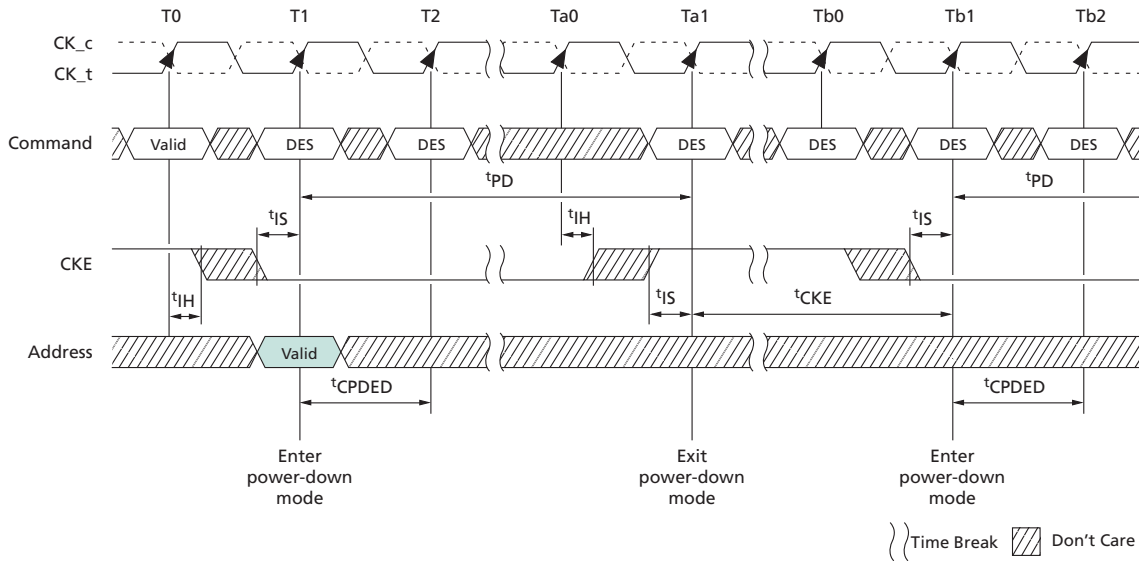 T0 T1 T2 Ta0 Ta1 Tb0 Tb1 Tb2
CK_c
CK_t
Command Valid DES DES DES DES DES DES
tPD tPD
tIS tIH tIS
CKE
tIH tIS tCKE
Address Valid
tCPDED tCPDED
Enter power-down mode
Exit power-down mode
Enter power-down mode
Time Break Don't Care